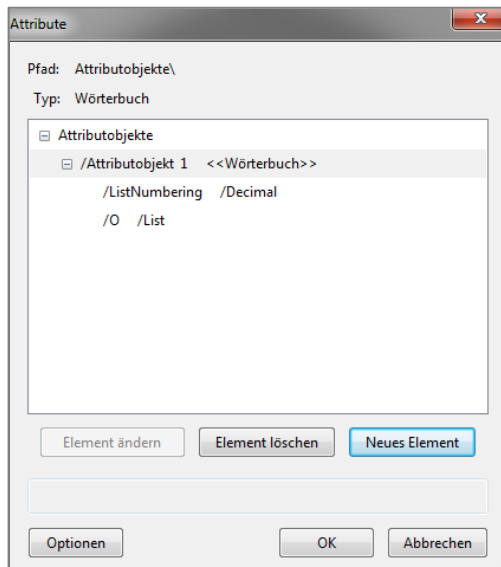 Attribute
Pfad: Attributobjekte\
Typ: Wörterbuch
Attributobjekte
/Attributobjekt 1 <<Wörterbuch>>
/ListNumbering /Decimal
/O /List
Element ändern Element löschen Neues Element
Optionen OK Abbrechen